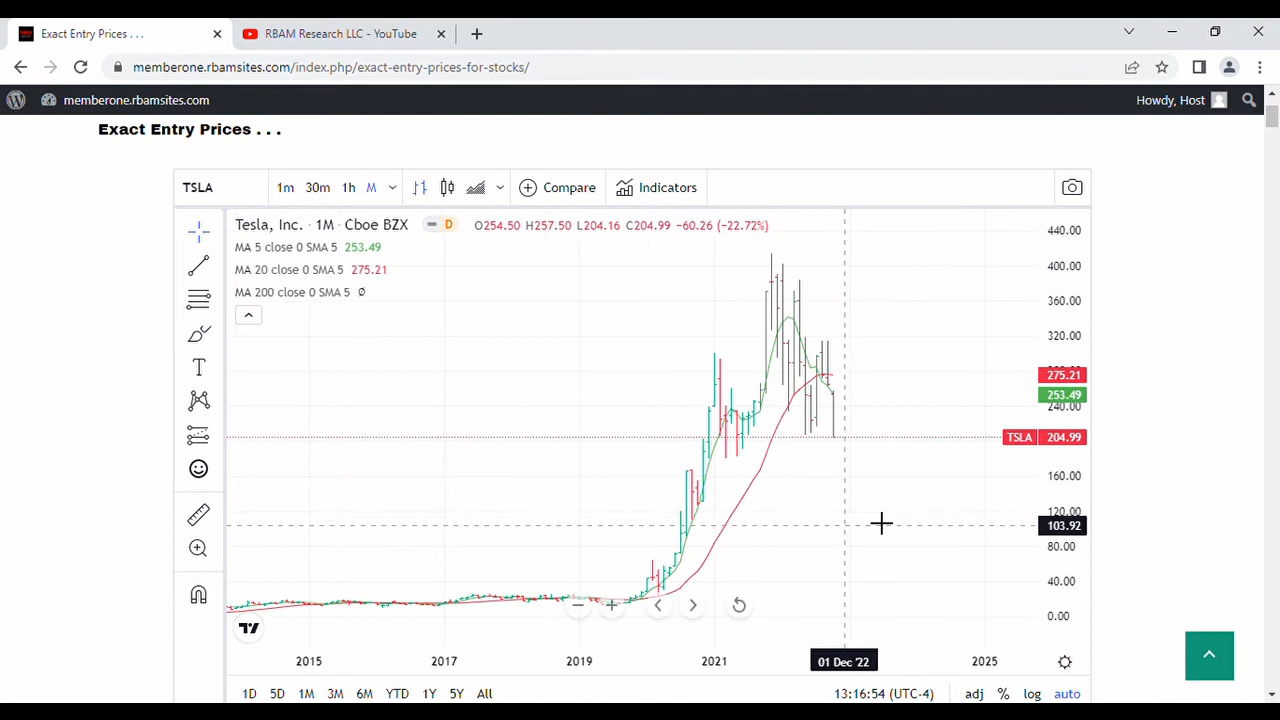 Exact Entry Prices . . .
RBAM Research LLC - YouTube
memberone.rbamsites.com/index.php/exact-entry-prices-for-stocks/
memberone.rbamsites.com
Howdy, Host
Exact Entry Prices . . .
TSLA 1m 30m 1h M Compare Indicators
Tesla, Inc. · 1M · Cboe BZX D O254.50 H257.50 L204.16 C204.99 −60.26 (−22.72%)
MA 5 close 0 SMA 5 253.49
MA 20 close 0 SMA 5 275.21
MA 200 close 0 SMA 5 Ø
440.00
400.00
360.00
320.00
275.21
253.49
240.00
TSLA 204.99
160.00
120.00
103.92
80.00
40.00
0.00
2015 2017 2019 2021 01 Dec '22 2025
1D 5D 1M 3M 6M YTD 1Y 5Y All 13:16:54 (UTC-4) adj % log auto